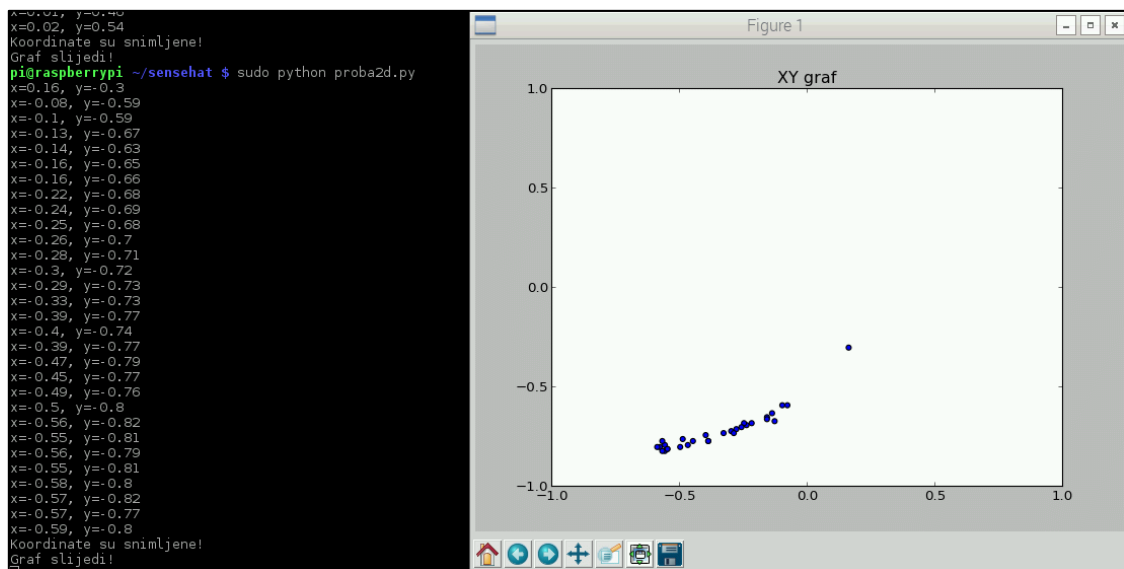 x=0.01, y=0.48
x=0.02, y=0.54
Koordinate su snimljene!
Graf slijedi!
pi@raspberrypi ~/sensehat $ sudo python proba2d.py
x=0.16, y=-0.3
x=-0.08, y=-0.59
x=-0.1, y=-0.59
x=-0.13, y=-0.67
x=-0.14, y=-0.63
x=-0.16, y=-0.65
x=-0.16, y=-0.66
x=-0.22, y=-0.68
x=-0.24, y=-0.69
x=-0.25, y=-0.68
x=-0.26, y=-0.7
x=-0.28, y=-0.71
x=-0.3, y=-0.72
x=-0.29, y=-0.73
x=-0.33, y=-0.73
x=-0.39, y=-0.77
x=-0.4, y=-0.74
x=-0.39, y=-0.77
x=-0.47, y=-0.79
x=-0.45, y=-0.77
x=-0.49, y=-0.76
x=-0.5, y=-0.8
x=-0.56, y=-0.82
x=-0.55, y=-0.81
x=-0.56, y=-0.79
x=-0.55, y=-0.81
x=-0.58, y=-0.8
x=-0.57, y=-0.82
x=-0.57, y=-0.77
x=-0.59, y=-0.8
Koordinate su snimljene!
Graf slijedi!
Figure 1
XY graf
1.0
0.5
0.0
−0.5
−1.0
−1.0 −0.5 0.0 0.5 1.0